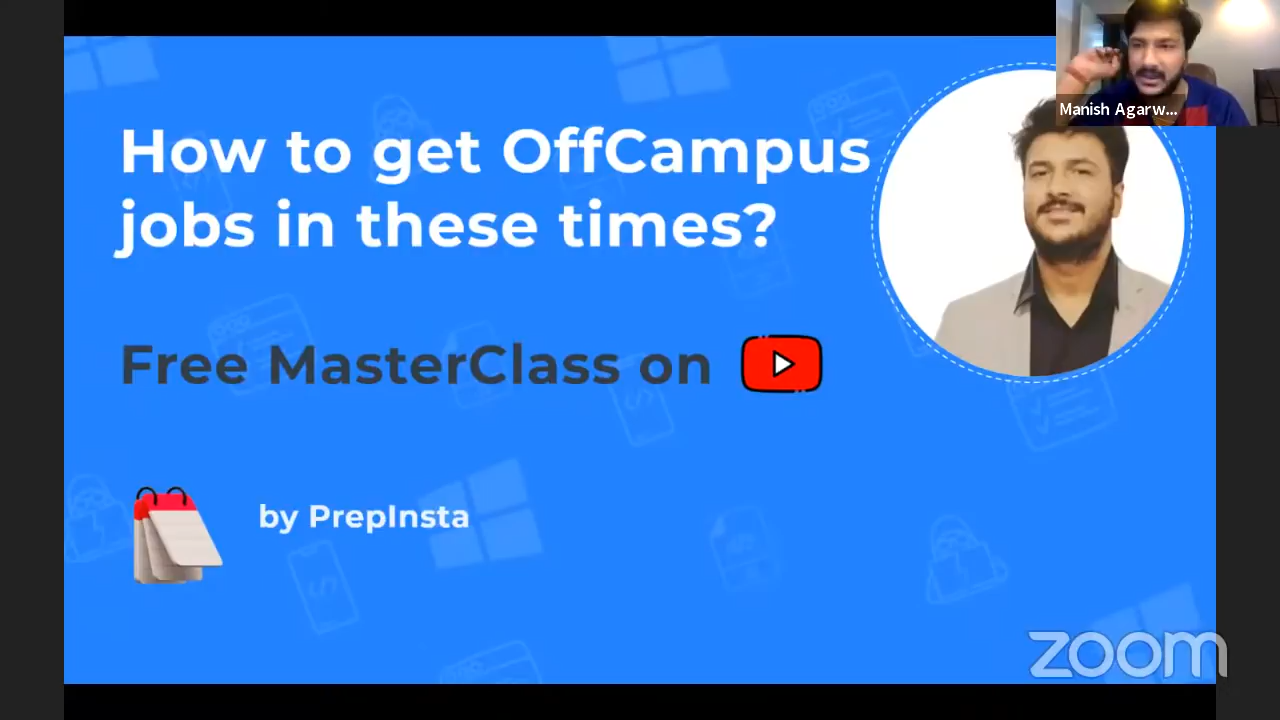 How to get OffCampus
jobs in these times?
Free MasterClass on
by PrepInsta
Manish Agarw...
zoom